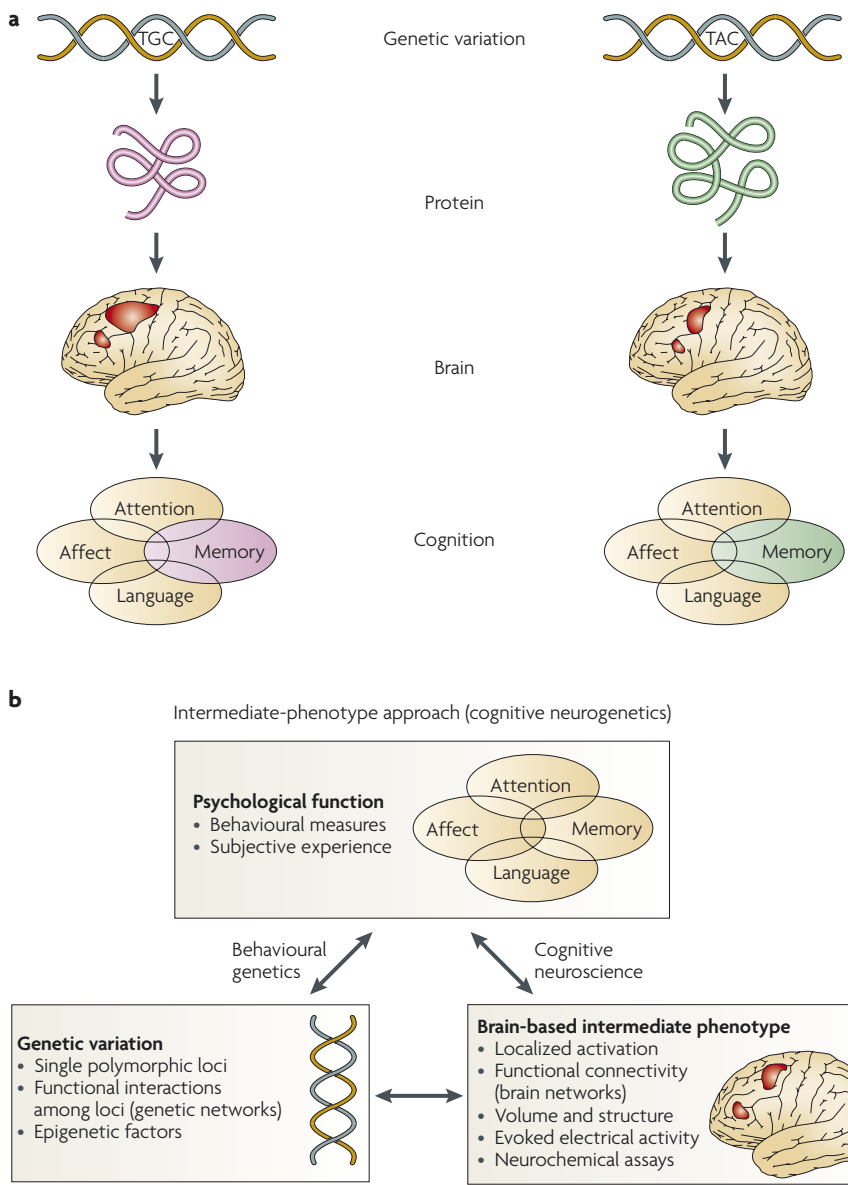 a
TGC
Genetic variation
TAC
Protein
Brain
Attention
Affect
Memory
Language
Cognition
Attention
Affect
Memory
Language
b
Intermediate-phenotype approach (cognitive neurogenetics)
Psychological function
• Behavioural measures
• Subjective experience
Attention
Affect
Memory
Language
Behavioural
genetics
Cognitive
neuroscience
Genetic variation
• Single polymorphic loci
• Functional interactions
among loci (genetic networks)
• Epigenetic factors
Brain-based intermediate phenotype
• Localized activation
• Functional connectivity
(brain networks)
• Volume and structure
• Evoked electrical activity
• Neurochemical assays